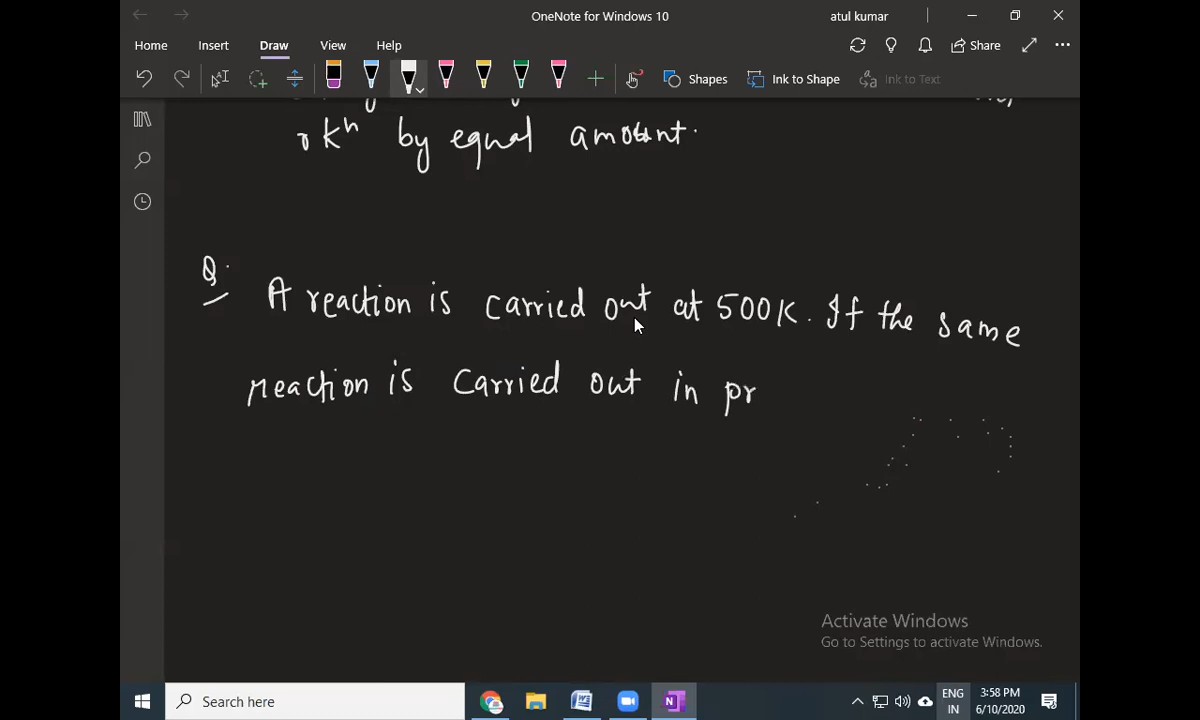 OneNote for Windows 10
atul kumar
Home Insert Draw View Help
Share
Shapes
Ink to Shape
Ink to Text
by equal amount.
Q.
A reaction is carried out at 500K. If the same
reaction is carried out in pr
Activate Windows
Go to Settings to activate Windows.
Search here
ENG
IN
3:58 PM
6/10/2020